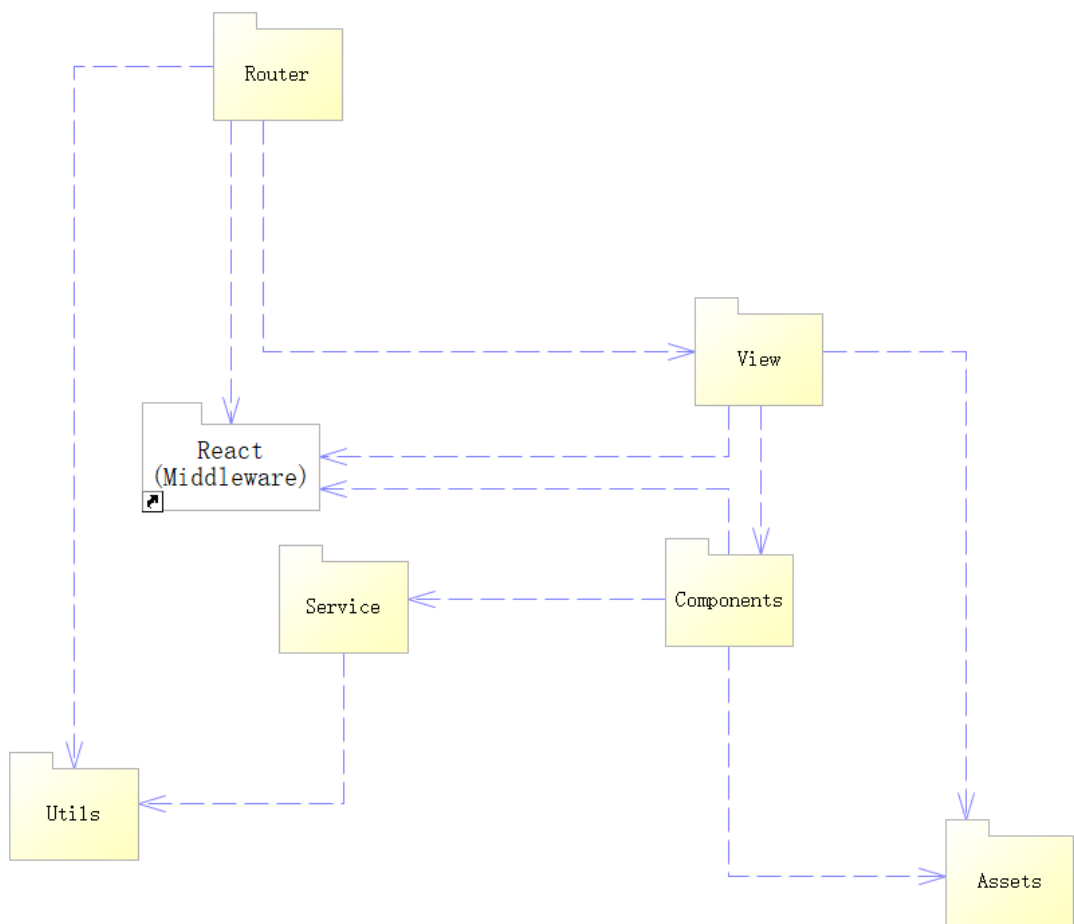 Router
View
React
(Middleware)
Service
Components
Utils
Assets